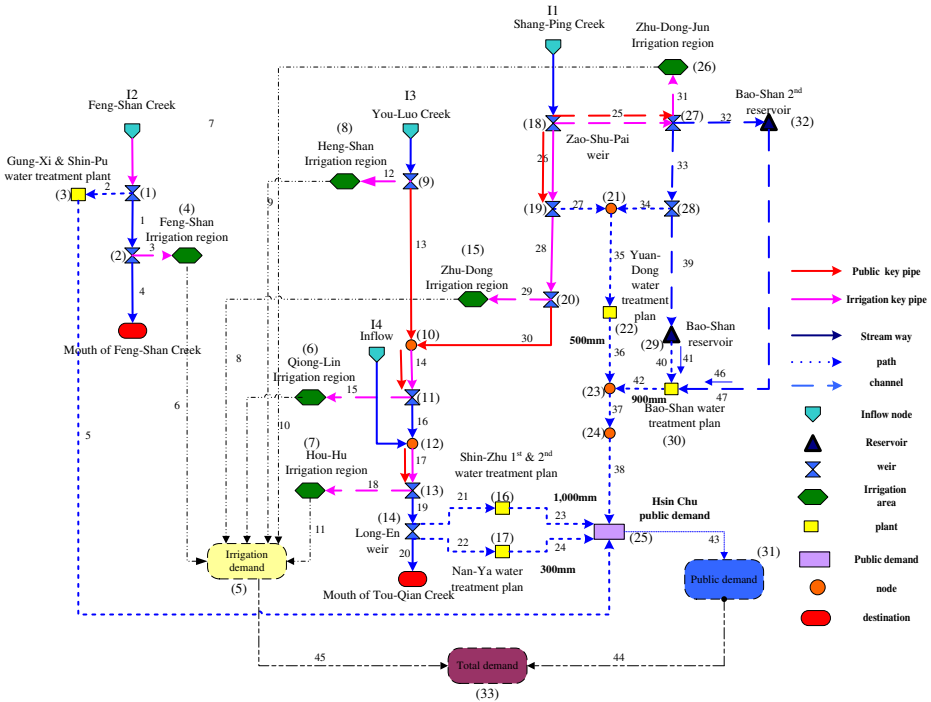 I1
Shang-Ping Creek
Zhu-Dong-Jun
Irrigation region
(26)
I2
Feng-Shan Creek
7
I3
You-Luo Creek
31
25
32
Bao-Shan 2nd
reservoir
(32)
(27)
(18)
Zao-Shu-Pai
weir
26
(8)
Heng-Shan
Irrigation region
12
(9)
Gung-Xi & Shin-Pu
water treatment plant
(3)
2
(1)
33
(21)
(19)
27
34
(28)
9
1
(4)
Feng-Shan
Irrigation region
(2)
3
13
28
35
Yuan-
Dong
water
treatment
plan
39
(15)
Zhu-Dong
Irrigation region
29
(20)
4
Mouth of Feng-Shan Creek
(22)
500mm
Bao-Shan
reservoir
(29)
I4
Inflow
(10)
30
36
40
41
8
(6)
Qiong-Lin
Irrigation region
14
15
(11)
(23)
42
900mm
46
47
Bao-Shan water
treatment plan
(30)
6
10
5
16
37
(12)
(24)
(7)
Hou-Hu
Irrigation region
17
18
(13)
38
Shin-Zhu 1st & 2nd
water treatment plan
(16)
1,000mm
21
23
19
(14)
Long-En
weir
11
20
22
(17)
24
300mm
Nan-Ya water
treatment plan
Hsin Chu
public demand
(25)
43
(31)
Public demand
Irrigation
demand
(5)
Mouth of Tou-Qian Creek
45
44
Total demand
(33)
Public key pipe
Irrigation key pipe
Stream way
path
channel
Inflow node
Reservoir
weir
Irrigation
area
plant
Public demand
node
destination